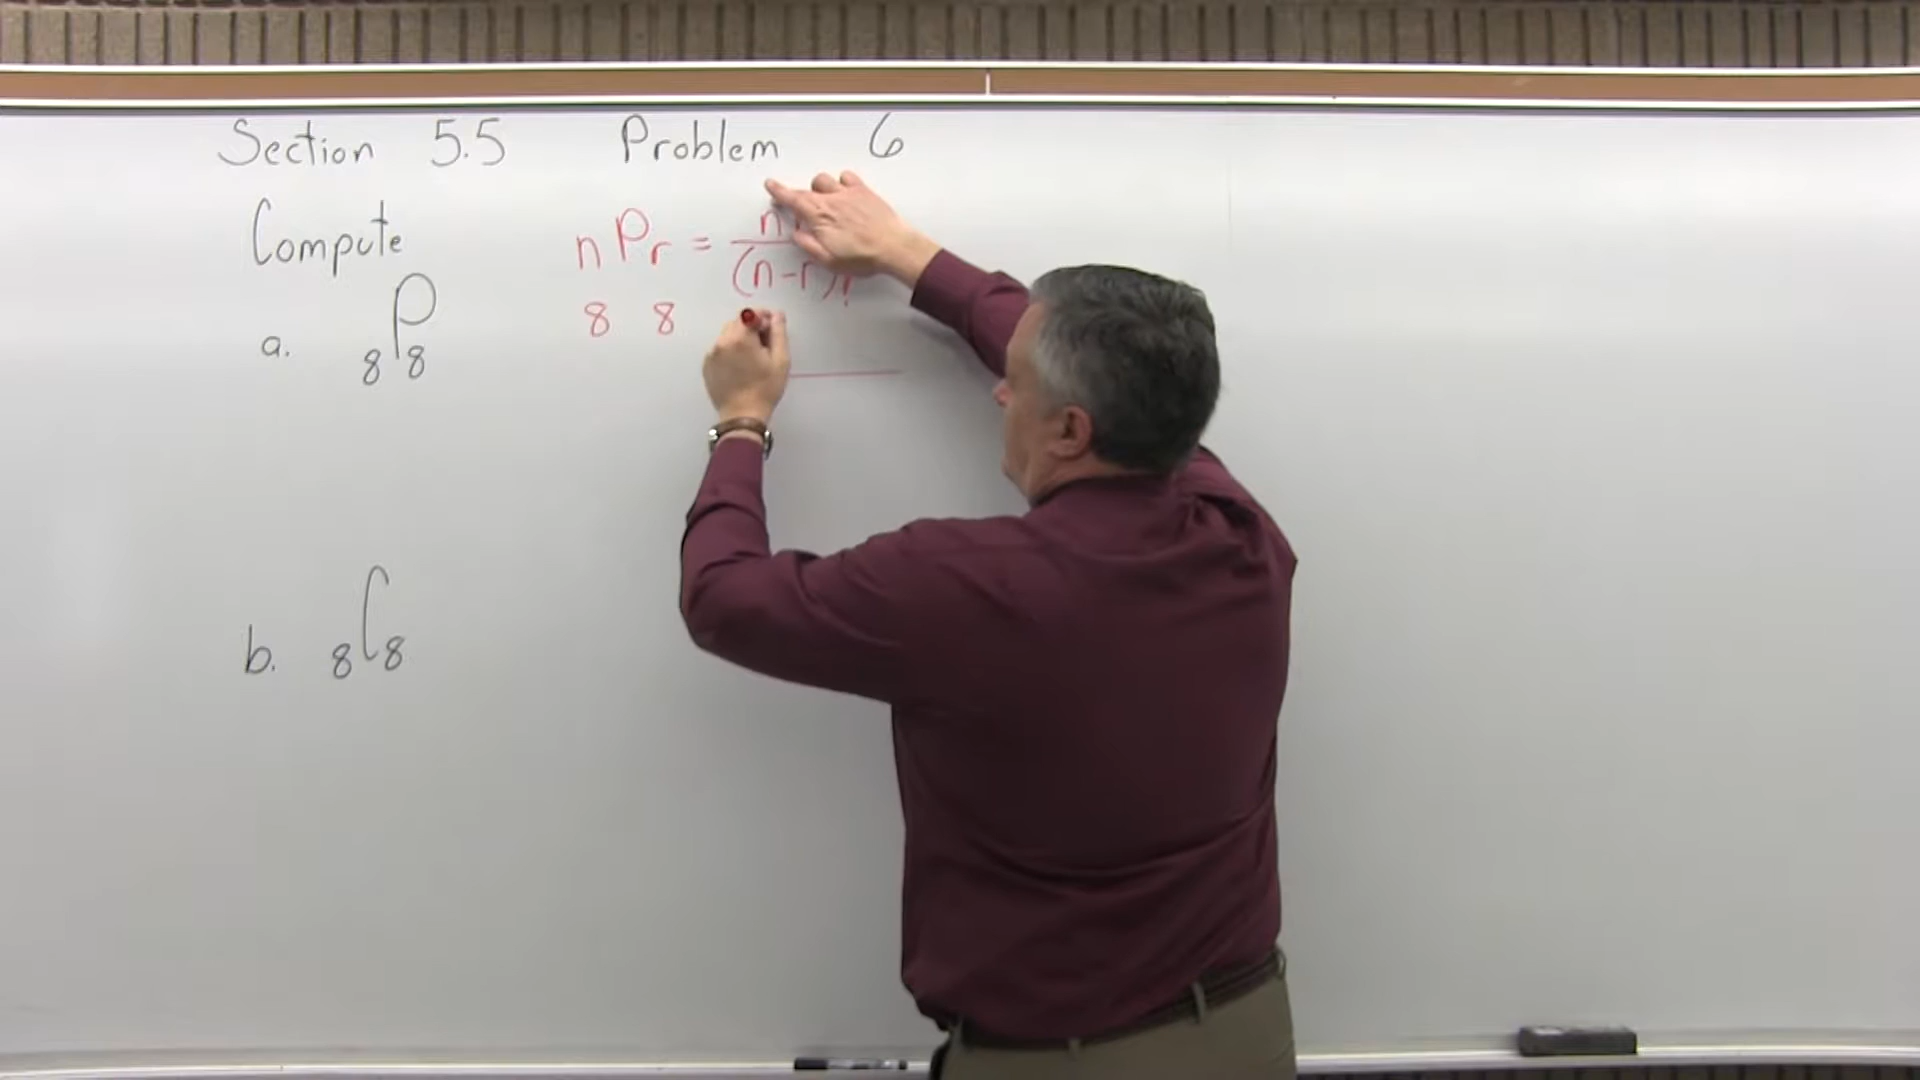 Section 5.5 Problem 6
Compute
nPr = n
(n-r)!
8 8
a. 8P8
b. 8C8